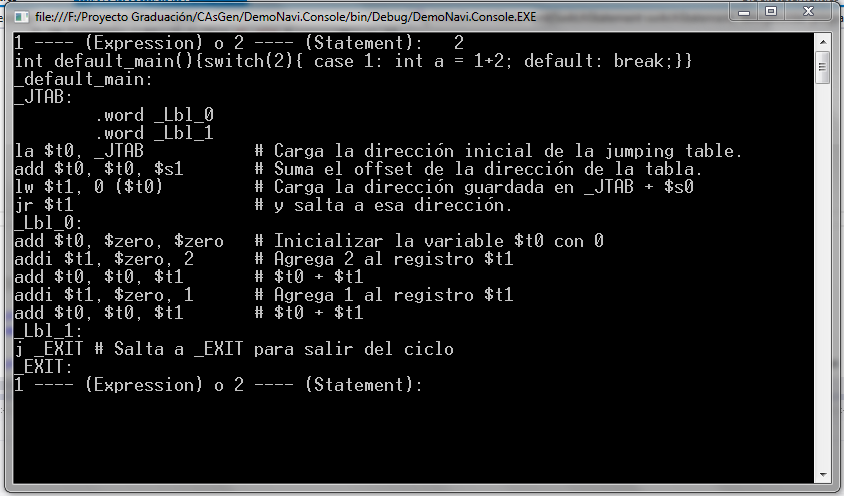 file:///F:/Proyecto Graduación/CAsGen/DemoNavi.Console/bin/Debug/DemoNavi.Console.EXE
1 ---- (Expression) o 2 ---- (Statement):   2
int default_main(){switch(2){ case 1: int a = 1+2; default: break;}}
_default_main:
_JTAB:
        .word _Lbl_0
        .word _Lbl_1
la $t0, _JTAB           # Carga la dirección inicial de la jumping table.
add $t0, $t0, $s1       # Suma el offset de la dirección de la tabla.
lw $t1, 0 ($t0)         # Carga la dirección guardada en _JTAB + $s0
jr $t1                  # y salta a esa dirección.
_Lbl_0:
add $t0, $zero, $zero   # Inicializar la variable $t0 con 0
addi $t1, $zero, 2      # Agrega 2 al registro $t1
add $t0, $t0, $t1       # $t0 + $t1
addi $t1, $zero, 1      # Agrega 1 al registro $t1
add $t0, $t0, $t1       # $t0 + $t1
_Lbl_1:
j _EXIT # Salta a _EXIT para salir del ciclo
_EXIT:
1 ---- (Expression) o 2 ---- (Statement):